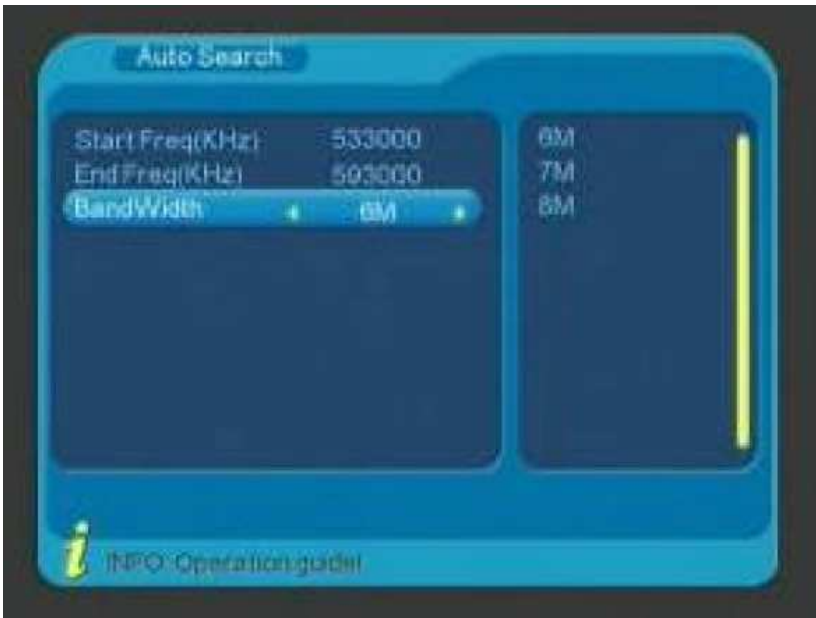 Auto Search
Start Freq(KHz) 533000
End Freq(KHz) 593000
BandWidth 6M
6M
7M
8M
INFO: Operation guide!